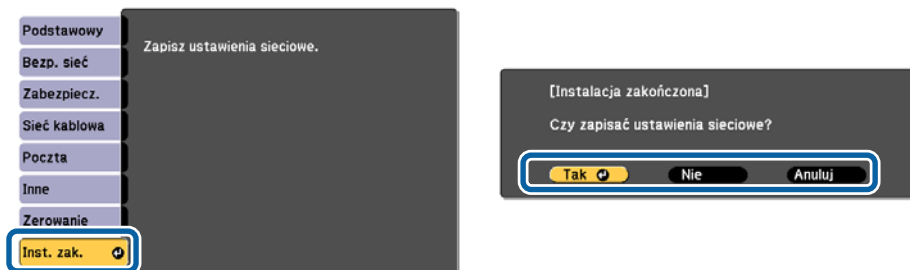 Podstawowy
Bezp. sieć
Zabezpiecz.
Sieć kablowa
Poczta
Inne
Zerowanie
Inst. zak.
Zapisz ustawienia sieciowe.
[Instalacja zakończona]
Czy zapisać ustawienia sieciowe?
Tak Nie Anuluj